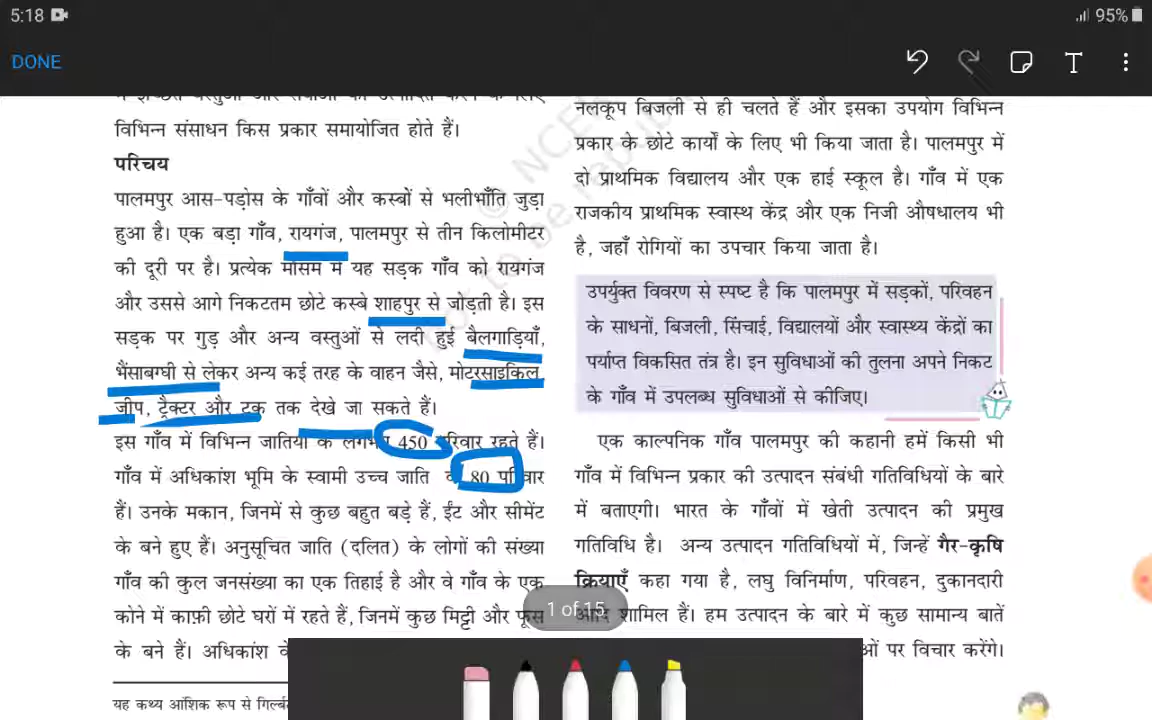 5:18
95%
DONE
विभिन्न संसाधन किस प्रकार समायोजित होते हैं।
परिचय
पालमपुर आस-पड़ोस के गाँवों और कस्बों से भलीभाँति जुड़ा
हुआ है। एक बड़ा गाँव, रायगंज, पालमपुर से तीन किलोमीटर
की दूरी पर है। प्रत्येक मौसम में यह सड़क गाँव को रायगंज
और उससे आगे निकटतम छोटे कस्बे शाहपुर से जोड़ती है। इस
सड़क पर गुड़ और अन्य वस्तुओं से लदी हुई बैलगाड़ियाँ,
भैंसाबग्घी से लेकर अन्य कई तरह के वाहन जैसे, मोटरसाइकिल,
जीप, ट्रैक्टर और ट्रक तक देखे जा सकते हैं।
इस गाँव में विभिन्न जातियों के लगभग 450 परिवार रहते हैं।
गाँव में अधिकांश भूमि के स्वामी उच्च जाति के 80 परिवार
हैं। उनके मकान, जिनमें से कुछ बहुत बड़े हैं, ईंट और सीमेंट
के बने हुए हैं। अनुसूचित जाति (दलित) के लोगों की संख्या
गाँव की कुल जनसंख्या का एक तिहाई है और वे गाँव के एक
कोने में काफ़ी छोटे घरों में रहते हैं, जिनमें कुछ मिट्टी और फूस
के बने हैं। अधिकांश
यह कथ्य आंशिक रूप से
नलकूप बिजली से ही चलते हैं और इसका उपयोग विभिन्न
प्रकार के छोटे कार्यों के लिए भी किया जाता है। पालमपुर में
दो प्राथमिक विद्यालय और एक हाई स्कूल है। गाँव में एक
राजकीय प्राथमिक स्वास्थ केंद्र और एक निजी औषधालय भी
है, जहाँ रोगियों का उपचार किया जाता है।
उपर्युक्त विवरण से स्पष्ट है कि पालमपुर में सड़कों, परिवहन
के साधनों, बिजली, सिंचाई, विद्यालयों और स्वास्थ्य केंद्रों का
पर्याप्त विकसित तंत्र है। इन सुविधाओं की तुलना अपने निकट
के गाँव में उपलब्ध सुविधाओं से कीजिए।
एक काल्पनिक गाँव पालमपुर की कहानी हमें किसी भी
गाँव में विभिन्न प्रकार की उत्पादन संबंधी गतिविधियों के बारे
में बताएगी। भारत के गाँवों में खेती उत्पादन की प्रमुख
गतिविधि है। अन्य उत्पादन गतिविधियों में, जिन्हें गैर-कृषि
क्रियाएँ कहा गया है, लघु विनिर्माण, परिवहन, दुकानदारी
आदि शामिल हैं। हम उत्पादन के बारे में कुछ सामान्य बातें
पर विचार करेंगे।
1 of 15